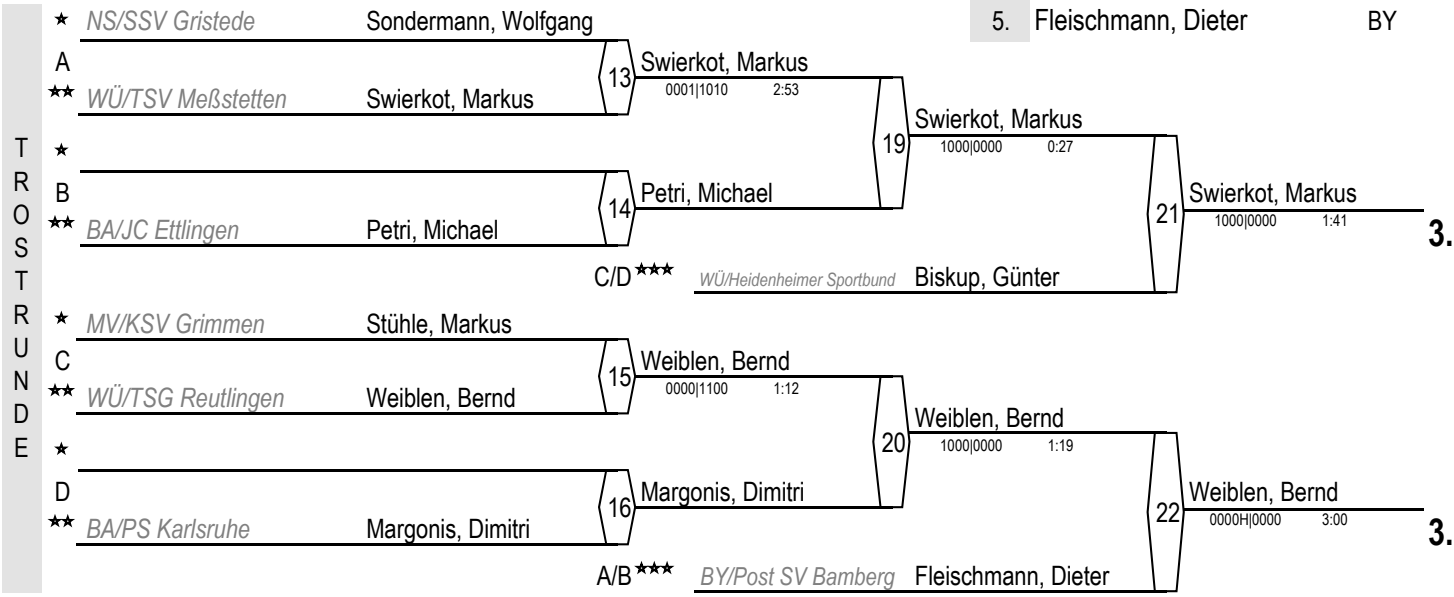 ★ NS/SSV Gristede Sondermann, Wolfgang
5. Fleischmann, Dieter BY
A
13 Swierkot, Markus
0001|1010 2:53
★★ WÜ/TSV Meßstetten Swierkot, Markus
19 Swierkot, Markus
1000|0000 0:27
TROSTRUNDE
★
B
14 Petri, Michael
★★ BA/JC Ettlingen Petri, Michael
21 Swierkot, Markus
1000|0000 1:41
3.
C/D ★★★ WÜ/Heidenheimer Sportbund Biskup, Günter
★ MV/KSV Grimmen Stühle, Markus
C
15 Weiblen, Bernd
0000|1100 1:12
★★ WÜ/TSG Reutlingen Weiblen, Bernd
20 Weiblen, Bernd
1000|0000 1:19
★
D
16 Margonis, Dimitri
★★ BA/PS Karlsruhe Margonis, Dimitri
22 Weiblen, Bernd
0000H|0000 3:00
3.
A/B ★★★ BY/Post SV Bamberg Fleischmann, Dieter